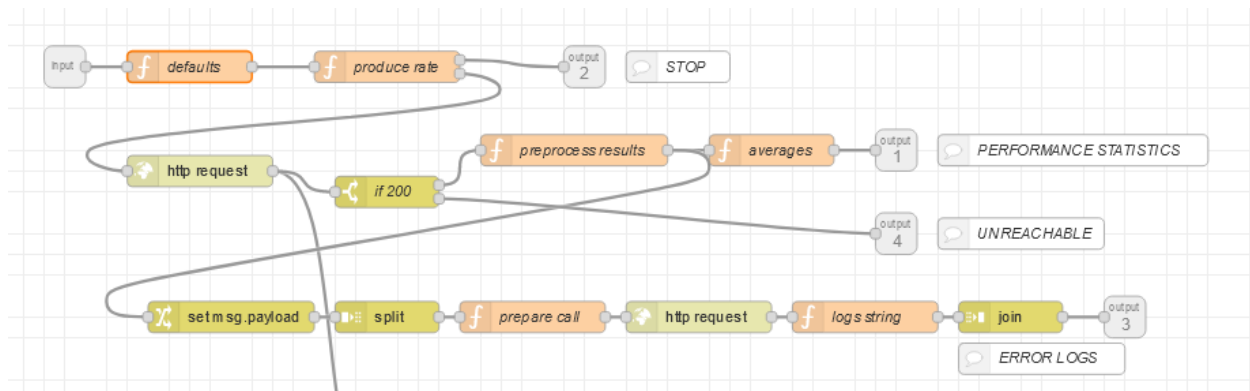 input
defaults
produce rate
output
2
STOP
http request
if 200
preprocess results
averages
output
1
PERFORMANCE STATISTICS
output
4
UNREACHABLE
set msg.payload
split
prepare call
http request
logs string
join
output
3
ERROR LOGS